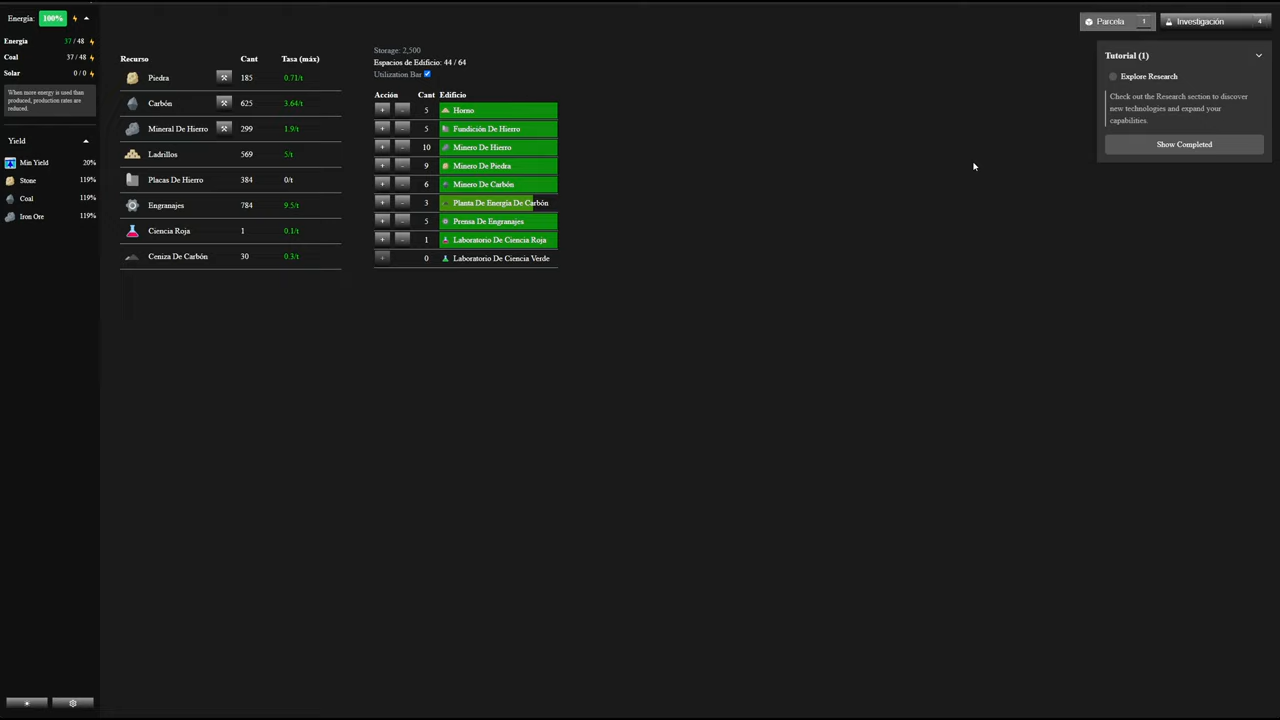 Energía: 100%
Parcela 1
Investigación 4
Energía 37 / 48
Coal 37 / 48
Solar 0 / 0
When more energy is used than produced, production rates are reduced.
Yield
Min Yield 20%
Stone 119%
Coal 119%
Iron Ore 119%
Recurso Cant Tasa (máx)
Piedra 185 0.71/t
Carbón 625 3.64/t
Mineral De Hierro 299 1.9/t
Ladrillos 569 5/t
Placas De Hierro 384 0/t
Engranajes 784 9.5/t
Ciencia Roja 1 0.1/t
Ceniza De Carbón 30 0.3/t
Storage: 2,500
Espacios de Edificio: 44 / 64
Utilization Bar
Acción Cant Edificio
+ - 5 Horno
+ - 5 Fundición De Hierro
+ - 10 Minero De Hierro
+ - 9 Minero De Piedra
+ - 6 Minero De Carbón
+ - 3 Planta De Energía De Carbón
+ - 5 Prensa De Engranajes
+ - 1 Laboratorio De Ciencia Roja
+ 0 Laboratorio De Ciencia Verde
Tutorial (1)
Explore Research
Check out the Research section to discover
new technologies and expand your
capabilities.
Show Completed